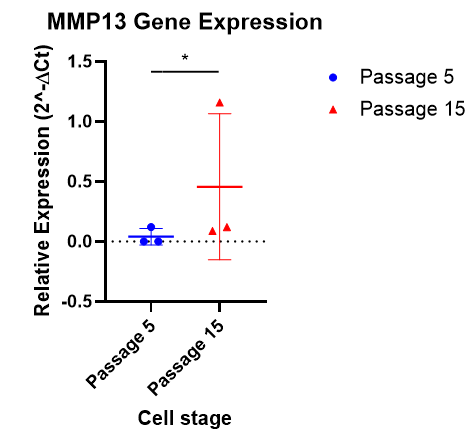 MMP13 Gene Expression
*
Relative Expression (2^-ΔCt)
1.5
1.0
0.5
0.0
-0.5
Passage 5
Passage 15
Cell stage
Passage 5
Passage 15